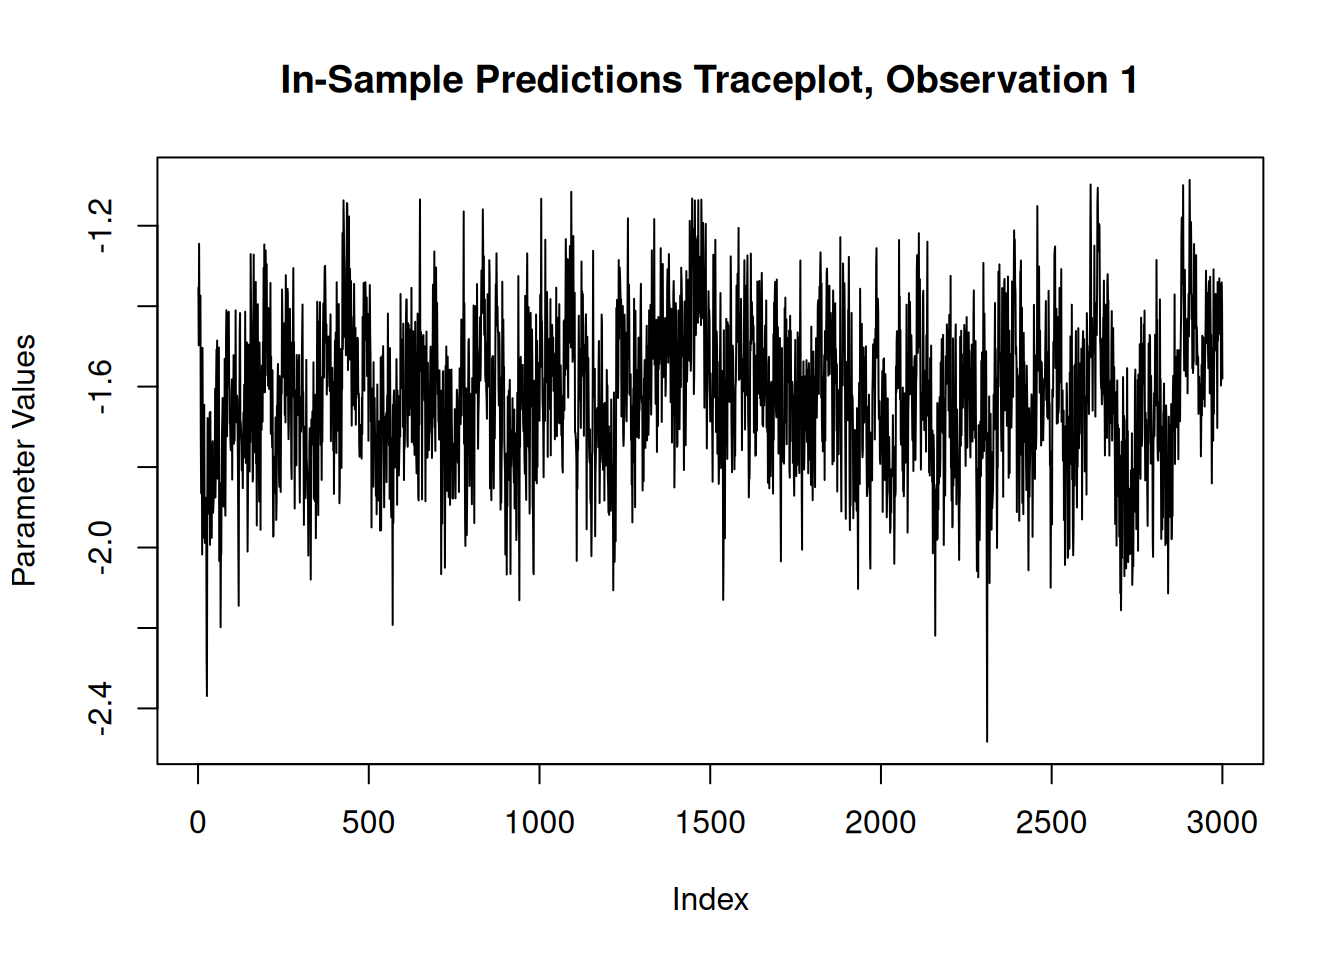 In-Sample Predictions Traceplot, Observation 1
Parameter Values
-1.2
-1.6
-2.0
-2.4
0 500 1000 1500 2000 2500 3000
Index